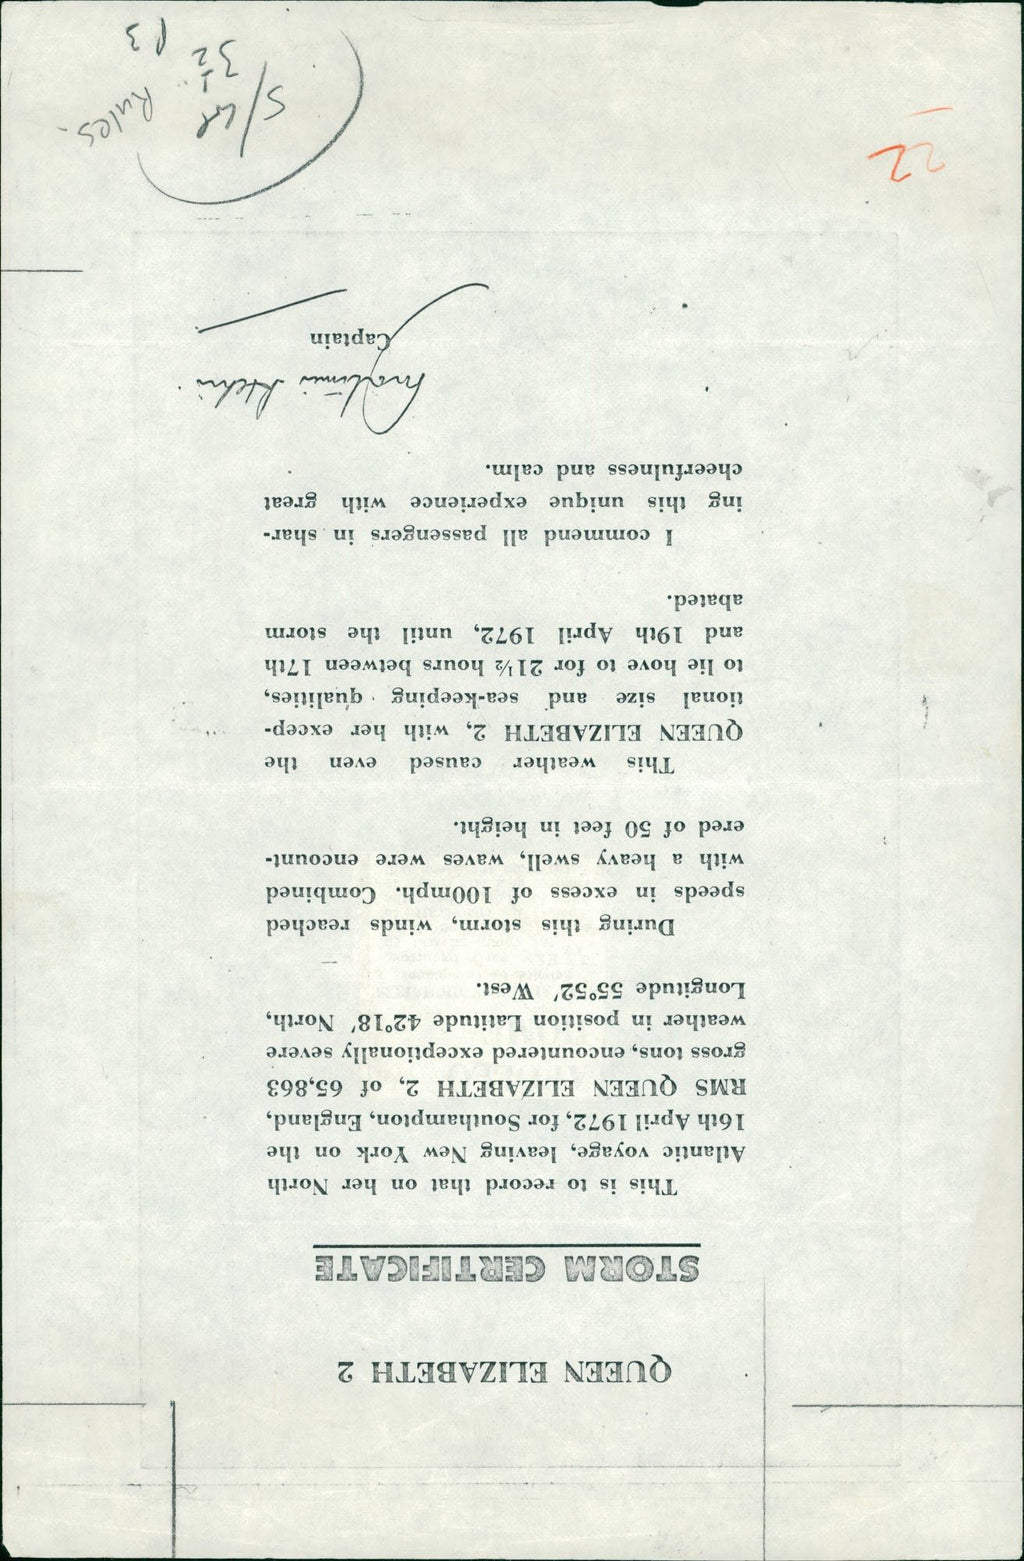 QUEEN ELIZABETH 2
STORM CERTIFICATE
This is to record that on her North
Atlantic voyage, leaving New York on the
16th April 1972, for Southampton, England,
RMS QUEEN ELIZABETH 2, of 65,863
gross tons, encountered exceptionally severe
weather in position Latitude 42°18′ North,
Longitude 55°52′ West.
During this storm, winds reached
speeds in excess of 100mph. Combined
with a heavy swell, waves were encount-
ered of 50 feet in height.
This weather caused even the
QUEEN ELIZABETH 2, with her excep-
tional size and sea-keeping qualities,
to lie hove to for 21½ hours between 17th
and 19th April 1972, until the storm
abated.
I commend all passengers in shar-
ing this unique experience with great
cheerfulness and calm.
Captain
22
Rules.
3½
P3